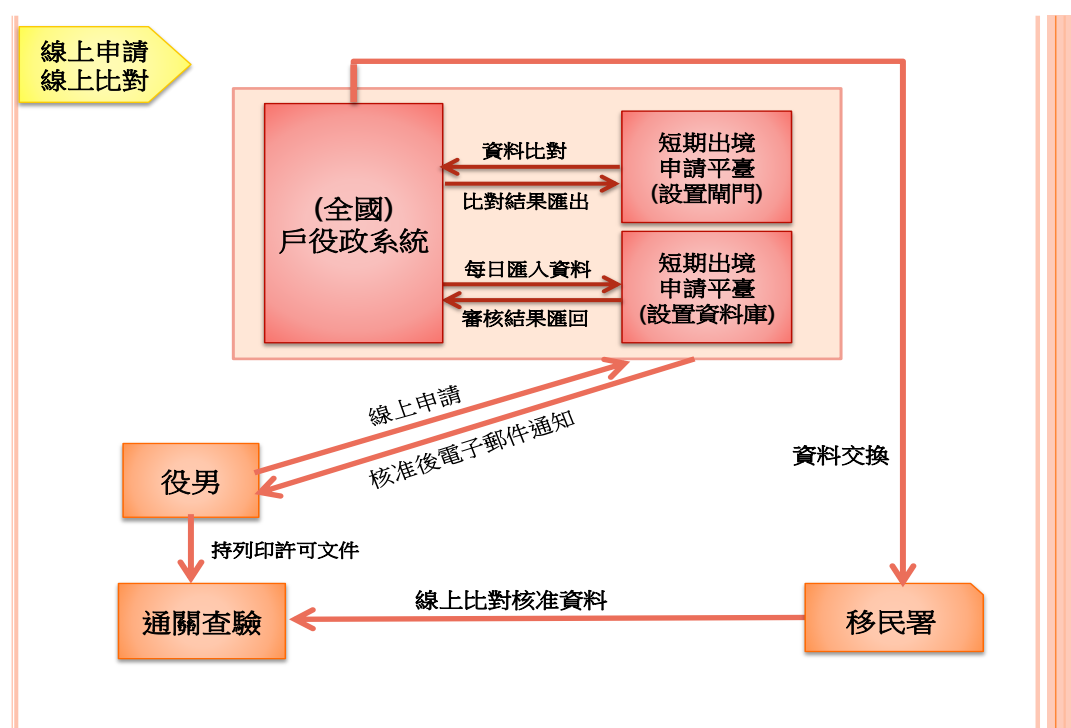 線上申請
線上比對
(全國)
戶役政系統
資料比對
比對結果匯出
短期出境
申請平臺
(設置閘門)
每日匯入資料
審核結果匯回
短期出境
申請平臺
(設置資料庫)
線上申請
核准後電子郵件通知
資料交換
役男
持列印許可文件
線上比對核准資料
通關查驗
移民署